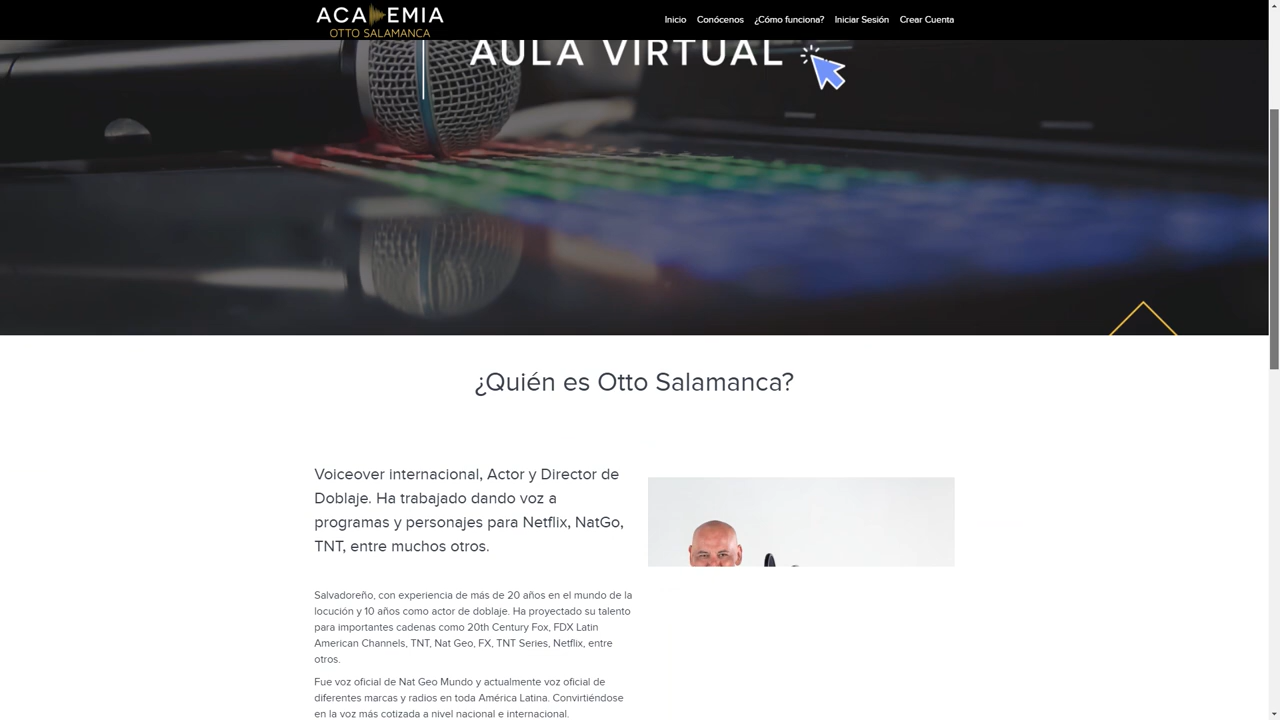 ACADEMIA
OTTO SALAMANCA
Inicio Conócenos ¿Cómo funciona? Iniciar Sesión Crear Cuenta
AULA VIRTUAL
¿Quién es Otto Salamanca?
Voiceover internacional, Actor y Director de
Doblaje. Ha trabajado dando voz a
programas y personajes para Netflix, NatGo,
TNT, entre muchos otros.
Salvadoreño, con experiencia de más de 20 años en el mundo de la
locución y 10 años como actor de doblaje. Ha proyectado su talento
para importantes cadenas como 20th Century Fox, FDX Latin
American Channels, TNT, Nat Geo, FX, TNT Series, Netflix, entre
otros.
Fue voz oficial de Nat Geo Mundo y actualmente voz oficial de
diferentes marcas y radios en toda América Latina. Convirtiéndose
en la voz más cotizada a nivel nacional e internacional.